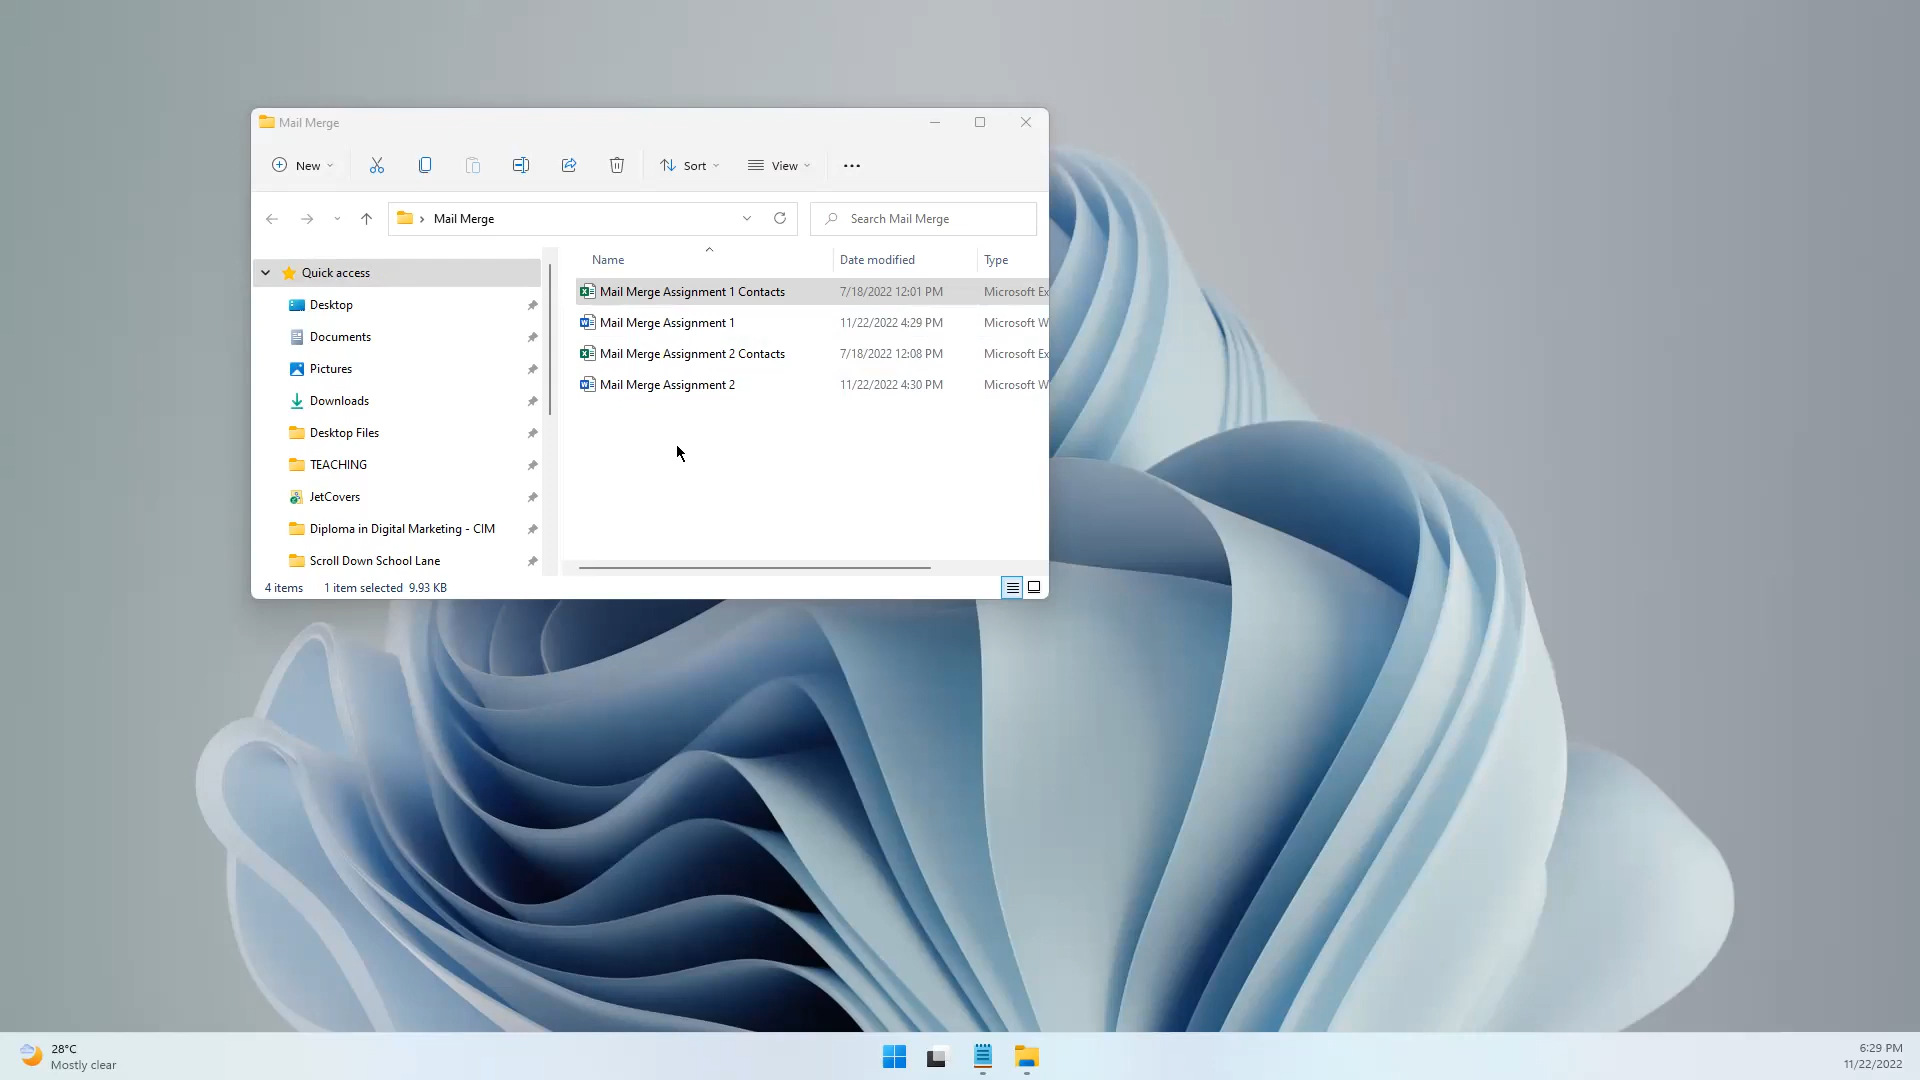 Mail Merge
New
Sort
View
Mail Merge
Search Mail Merge
Name Date modified Type
Quick access
Desktop
Documents
Pictures
Downloads
Desktop Files
TEACHING
JetCovers
Diploma in Digital Marketing - CIM
Scroll Down School Lane
Mail Merge Assignment 1 Contacts 7/18/2022 12:01 PM Microsoft Ex
Mail Merge Assignment 1 11/22/2022 4:29 PM Microsoft W
Mail Merge Assignment 2 Contacts 7/18/2022 12:08 PM Microsoft Ex
Mail Merge Assignment 2 11/22/2022 4:30 PM Microsoft W
4 items 1 item selected 9.93 KB
28°C
Mostly clear
6:29 PM
11/22/2022